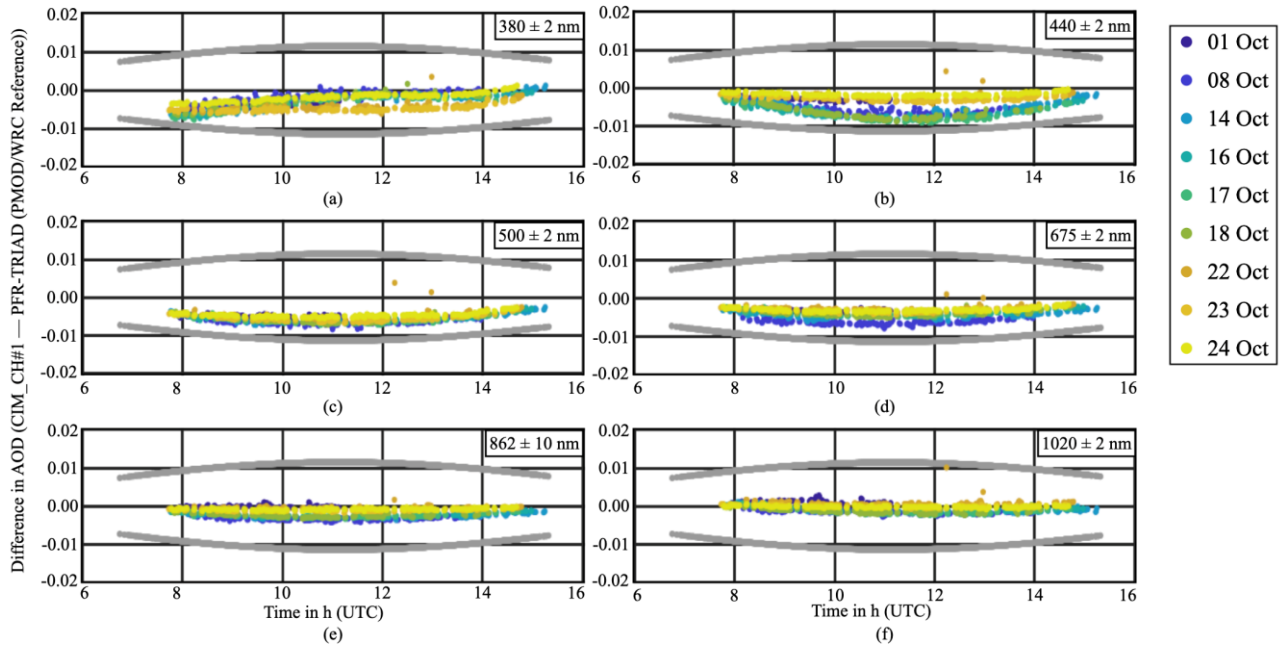 Difference in AOD (CIM_CH#1 — PFR-TRIAD (PMOD/WRC Reference))
0.02
0.01
0.00
-0.01
-0.02
380 ± 2 nm
6 8 10 12 14 16
(a)
0.02
0.01
0.00
-0.01
-0.02
440 ± 2 nm
6 8 10 12 14 16
(b)
0.02
0.01
0.00
-0.01
-0.02
500 ± 2 nm
6 8 10 12 14 16
(c)
0.02
0.01
0.00
-0.01
-0.02
675 ± 2 nm
6 8 10 12 14 16
(d)
0.02
0.01
0.00
-0.01
-0.02
862 ± 10 nm
6 8 10 12 14 16
Time in h (UTC)
(e)
0.02
0.01
0.00
-0.01
-0.02
1020 ± 2 nm
6 8 10 12 14 16
Time in h (UTC)
(f)
01 Oct
08 Oct
14 Oct
16 Oct
17 Oct
18 Oct
22 Oct
23 Oct
24 Oct